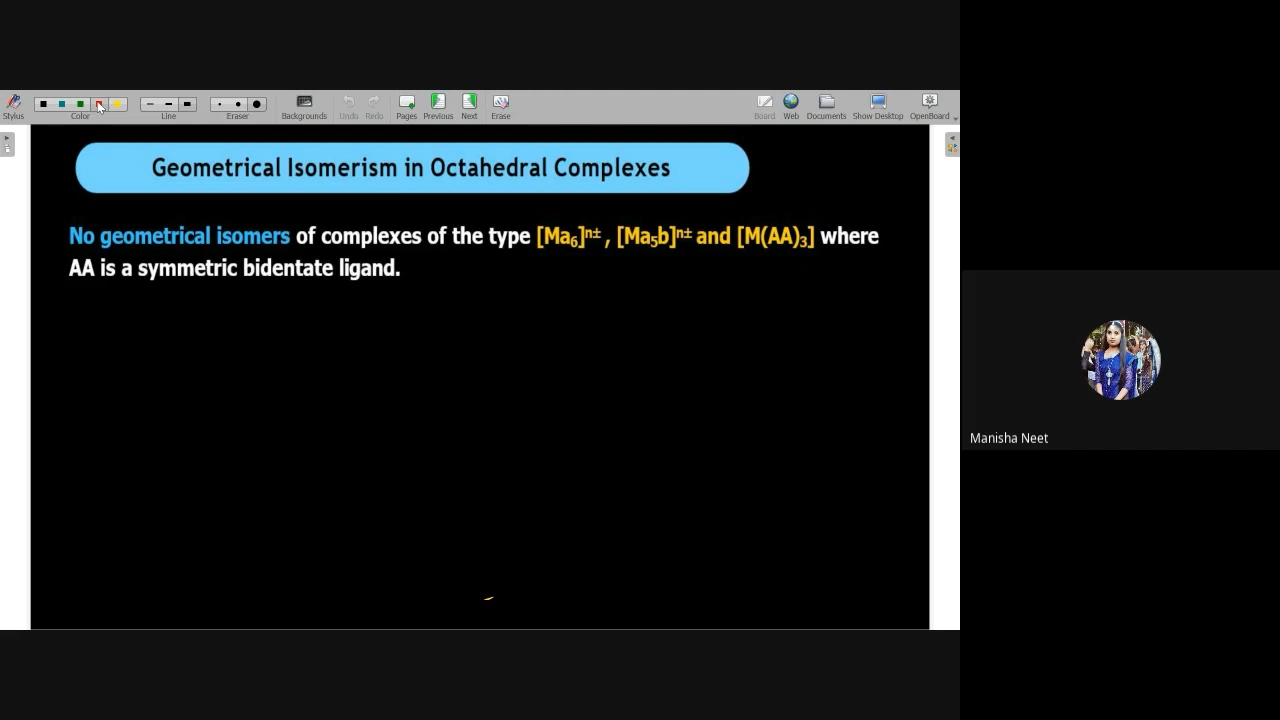 Stylus
Color
Line
Eraser
Backgrounds
Undo
Redo
Pages
Previous
Next
Erase
Board
Web
Documents
Show Desktop
OpenBoard
Geometrical Isomerism in Octahedral Complexes
No geometrical isomers of complexes of the type [Ma₆]ⁿ±, [Ma₅b]ⁿ± and [M(AA)₃] where
AA is a symmetric bidentate ligand.
Manisha Neet